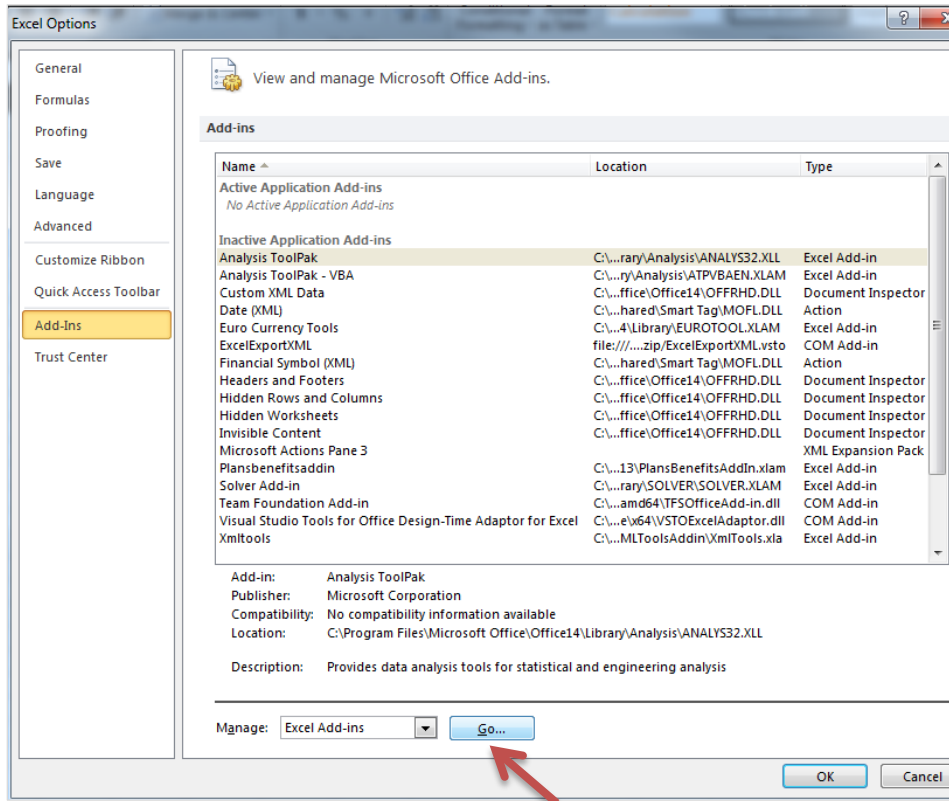 Excel Options
General
Formulas
Proofing
Save
Language
Advanced
Customize Ribbon
Quick Access Toolbar
Add-Ins
Trust Center
View and manage Microsoft Office Add-ins.
Add-ins
Name Location Type
Active Application Add-ins
No Active Application Add-ins
Inactive Application Add-ins
Analysis ToolPak C:\...rary\Analysis\ANALYS32.XLL Excel Add-in
Analysis ToolPak - VBA C:\...ry\Analysis\ATPVBAEN.XLAM Excel Add-in
Custom XML Data C:\...ffice\Office14\OFFRHD.DLL Document Inspector
Date (XML) C:\...hared\Smart Tag\MOFL.DLL Action
Euro Currency Tools C:\...4\Library\EUROTOOL.XLAM Excel Add-in
ExcelExportXML file:///....zip/ExcelExportXML.vsto COM Add-in
Financial Symbol (XML) C:\...hared\Smart Tag\MOFL.DLL Action
Headers and Footers C:\...ffice\Office14\OFFRHD.DLL Document Inspector
Hidden Rows and Columns C:\...ffice\Office14\OFFRHD.DLL Document Inspector
Hidden Worksheets C:\...ffice\Office14\OFFRHD.DLL Document Inspector
Invisible Content C:\...ffice\Office14\OFFRHD.DLL Document Inspector
Microsoft Actions Pane 3 XML Expansion Pack
Plansbenefitsaddin C:\...13\PlansBenefitsAddIn.xlam Excel Add-in
Solver Add-in C:\...rary\SOLVER\SOLVER.XLAM Excel Add-in
Team Foundation Add-in C:\...amd64\TFSOfficeAdd-in.dll COM Add-in
Visual Studio Tools for Office Design-Time Adaptor for Excel C:\...e\x64\VSTOExcelAdaptor.dll COM Add-in
Xmltools C:\...MLToolsAddin\XmlTools.xla Excel Add-in
Add-in: Analysis ToolPak
Publisher: Microsoft Corporation
Compatibility: No compatibility information available
Location: C:\Program Files\Microsoft Office\Office14\Library\Analysis\ANALYS32.XLL
Description: Provides data analysis tools for statistical and engineering analysis
Manage: Excel Add-ins Go...
OK Cancel